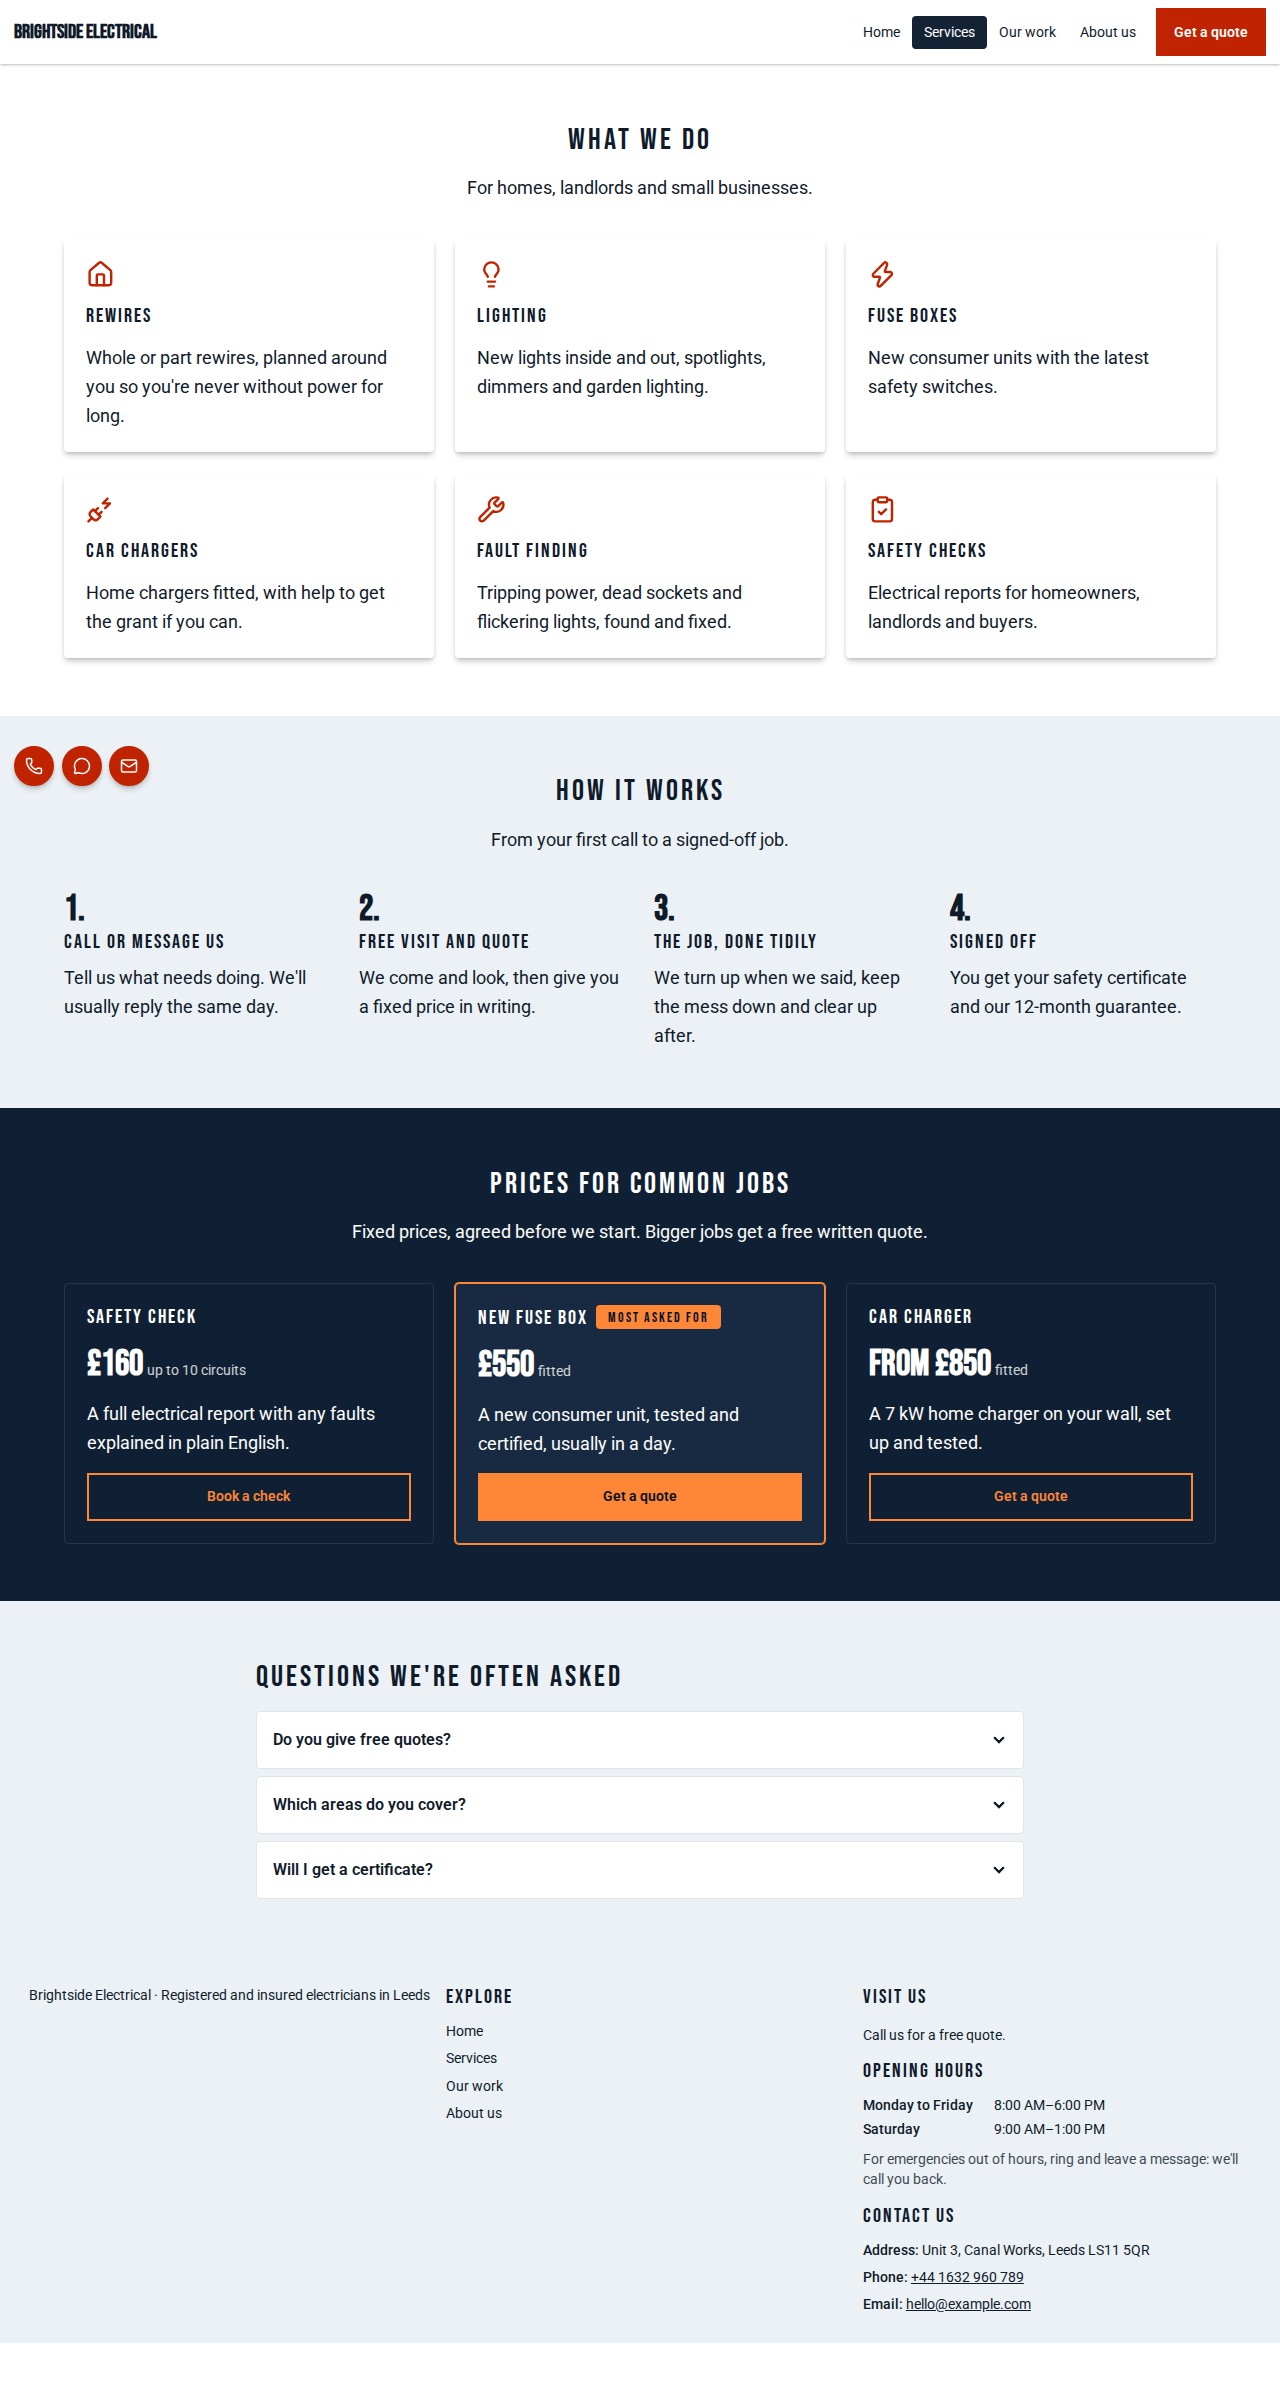 BRIGHTSIDE ELECTRICAL
Home
Services
Our work
About us
Get a quote
WHAT WE DO
For homes, landlords and small businesses.
REWIRES
Whole or part rewires, planned around
you so you're never without power for
long.
LIGHTING
New lights inside and out, spotlights,
dimmers and garden lighting.
FUSE BOXES
New consumer units with the latest
safety switches.
CAR CHARGERS
Home chargers fitted, with help to get
the grant if you can.
FAULT FINDING
Tripping power, dead sockets and
flickering lights, found and fixed.
SAFETY CHECKS
Electrical reports for homeowners,
landlords and buyers.
HOW IT WORKS
From your first call to a signed-off job.
1.
CALL OR MESSAGE US
Tell us what needs doing. We'll
usually reply the same day.
2.
FREE VISIT AND QUOTE
We come and look, then give you
a fixed price in writing.
3.
THE JOB, DONE TIDILY
We turn up when we said, keep
the mess down and clear up
after.
4.
SIGNED OFF
You get your safety certificate
and our 12-month guarantee.
PRICES FOR COMMON JOBS
Fixed prices, agreed before we start. Bigger jobs get a free written quote.
SAFETY CHECK
£160 up to 10 circuits
A full electrical report with any faults
explained in plain English.
Book a check
NEW FUSE BOX MOST ASKED FOR
£550 fitted
A new consumer unit, tested and
certified, usually in a day.
Get a quote
CAR CHARGER
FROM £850 fitted
A 7 kW home charger on your wall, set
up and tested.
Get a quote
QUESTIONS WE'RE OFTEN ASKED
Do you give free quotes?
Which areas do you cover?
Will I get a certificate?
Brightside Electrical · Registered and insured electricians in Leeds
EXPLORE
Home
Services
Our work
About us
VISIT US
Call us for a free quote.
OPENING HOURS
Monday to Friday 8:00 AM–6:00 PM
Saturday 9:00 AM–1:00 PM
For emergencies out of hours, ring and leave a message: we'll
call you back.
CONTACT US
Address: Unit 3, Canal Works, Leeds LS11 5QR
Phone: +44 1632 960 789
Email: hello@example.com